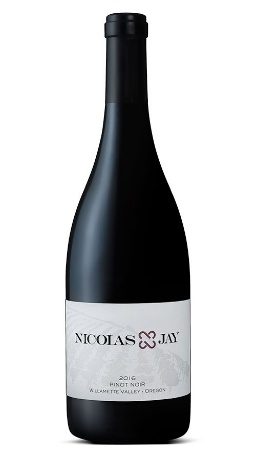 NICOLAS JAY
2016
PINOT NOIR
WILLAMETTE VALLEY - OREGON